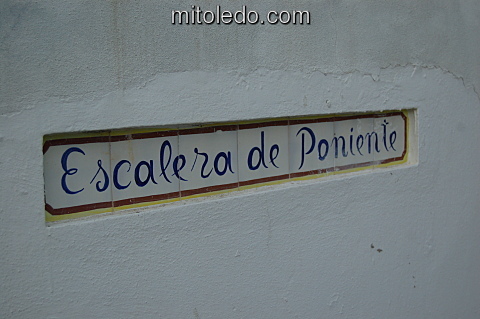 mitoledo.com
Escalera de Poniente